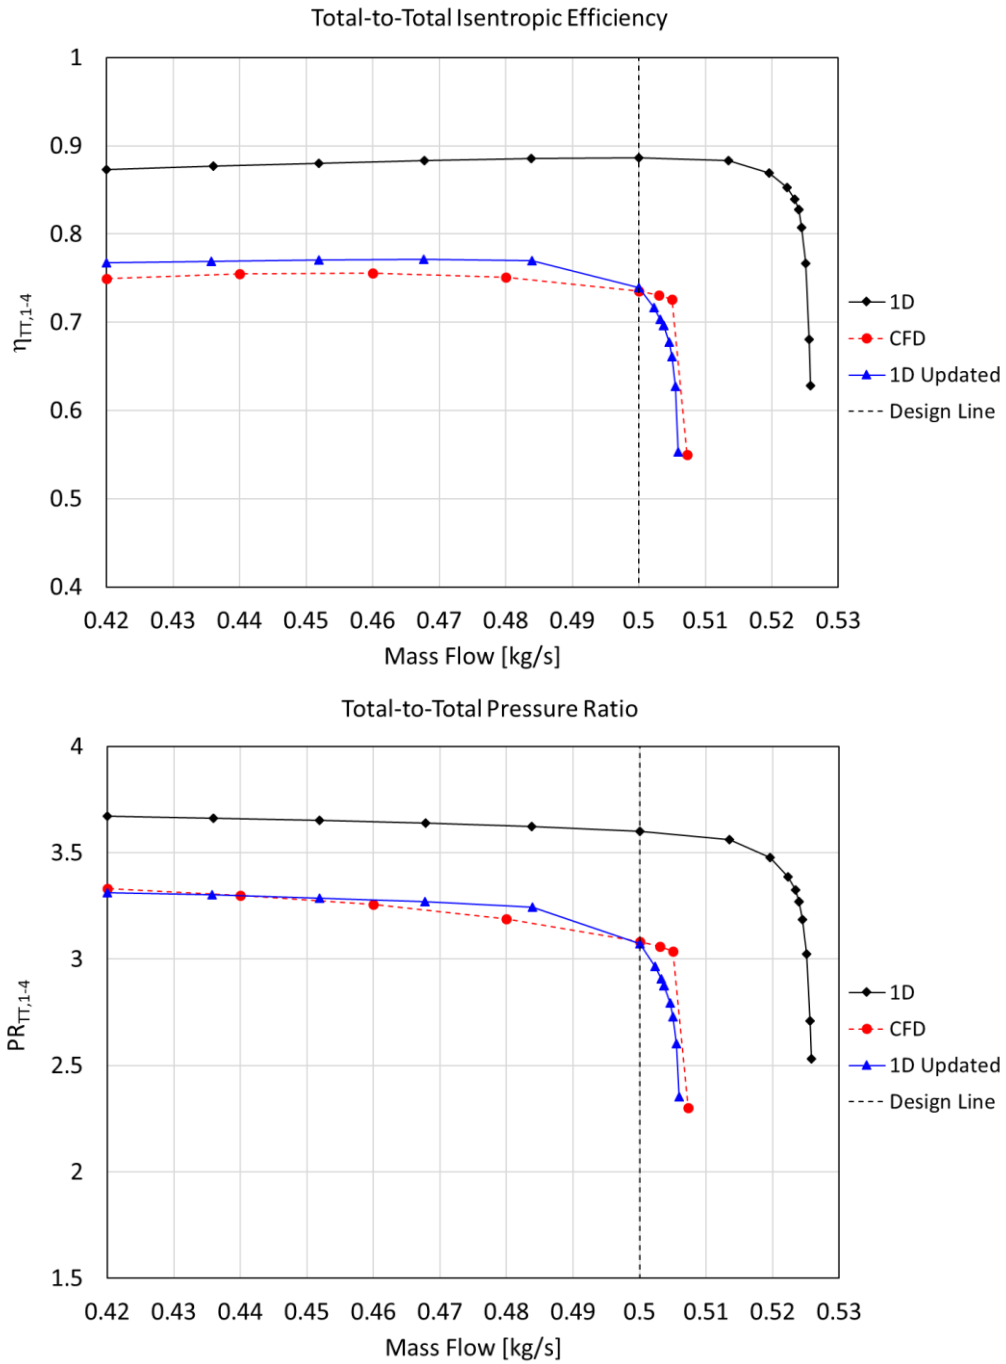 Total-to-Total Isentropic Efficiency
1
0.9
0.8
0.7
0.6
0.5
0.4
ηTT,1-4
0.42 0.43 0.44 0.45 0.46 0.47 0.48 0.49 0.5 0.51 0.52 0.53
Mass Flow [kg/s]
1D
CFD
1D Updated
Design Line
Total-to-Total Pressure Ratio
4
3.5
3
2.5
2
1.5
PRTT,1-4
0.42 0.43 0.44 0.45 0.46 0.47 0.48 0.49 0.5 0.51 0.52 0.53
Mass Flow [kg/s]
1D
CFD
1D Updated
Design Line